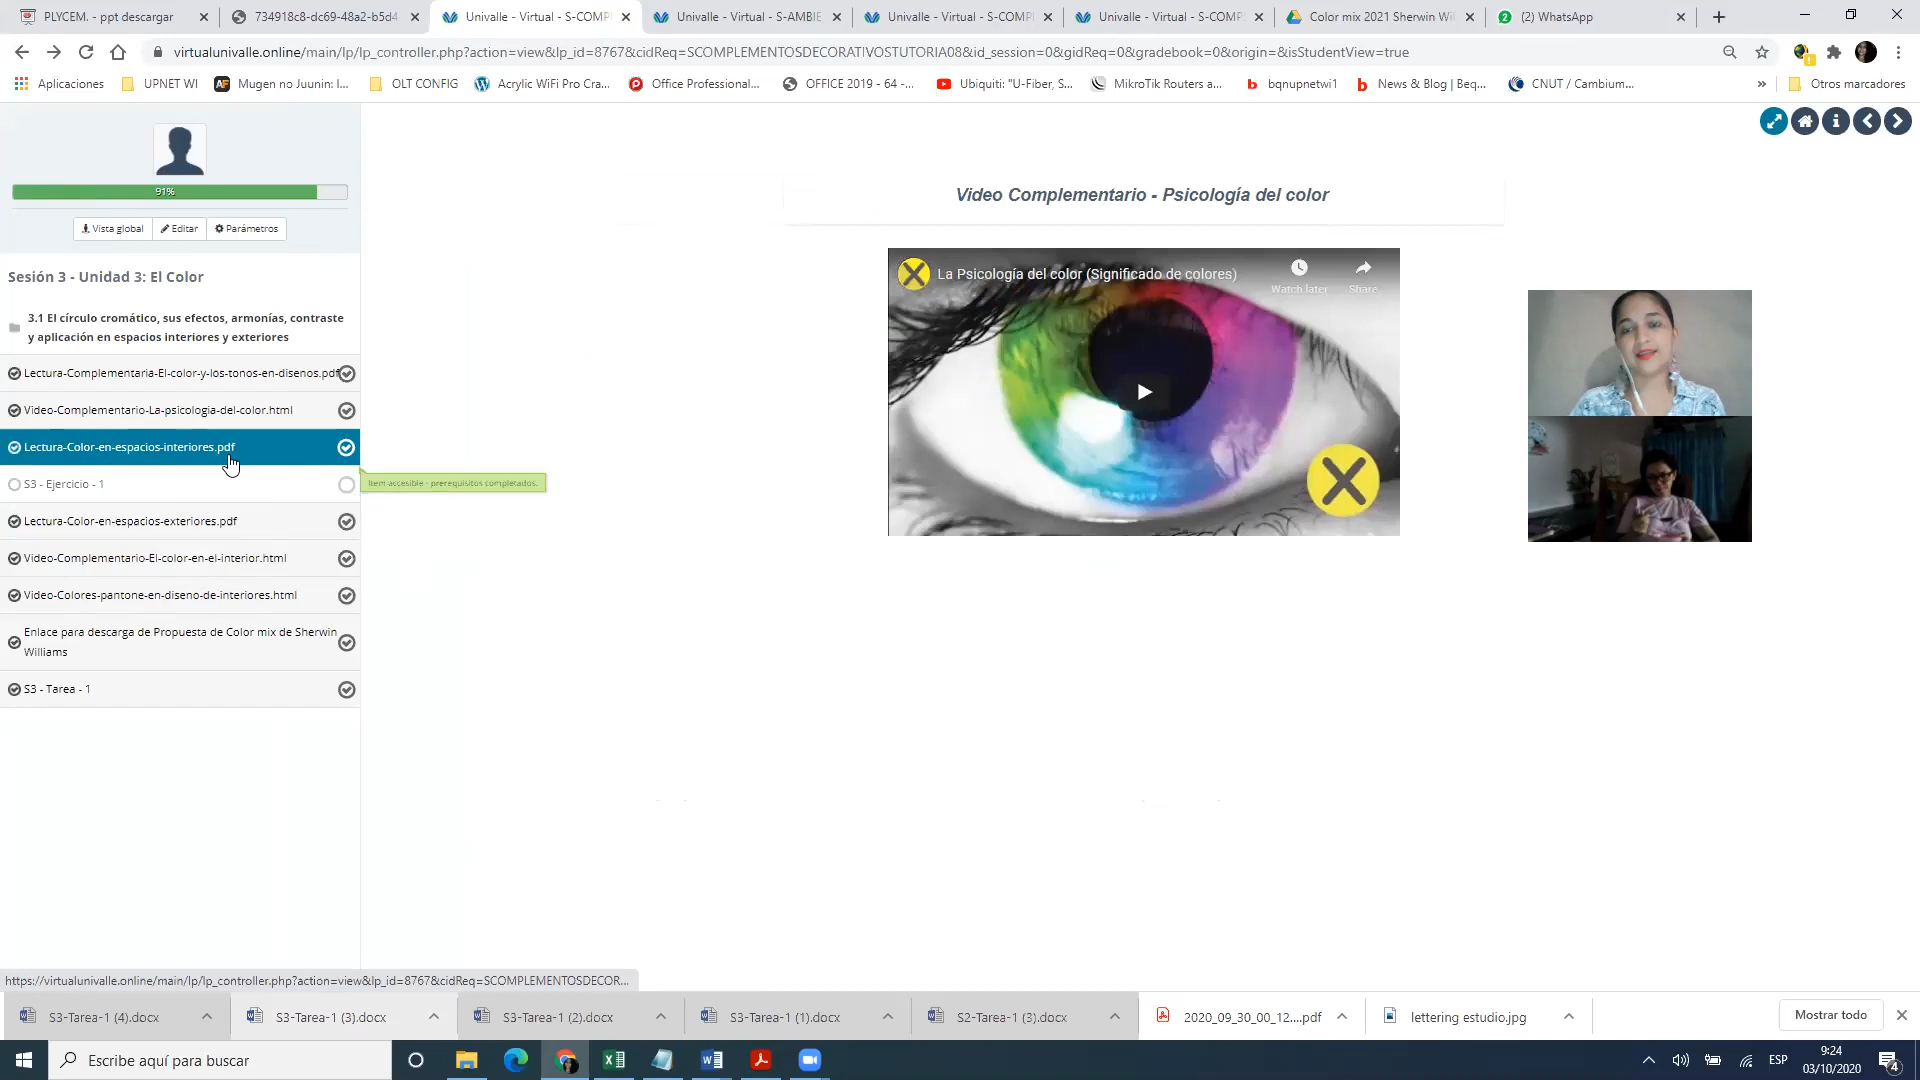 PLYCEM. - ppt descargar
734918c8-dc69-48a2-b5d4
Univalle - Virtual - S-COMP
Univalle - Virtual - S-AMBIE
Univalle - Virtual - S-COMP
Univalle - Virtual - S-COMP
Color mix 2021 Sherwin Wi
(2) WhatsApp
virtualunivalle.online/main/lp/lp_controller.php?action=view&lp_id=8767&cidReq=SCOMPLEMENTOSDECORATIVOSTUTORIA08&id_session=0&gidReq=0&gradebook=0&origin=&isStudentView=true
Aplicaciones
UPNET WI
Mugen no Juunin: I...
OLT CONFIG
Acrylic WiFi Pro Cra...
Office Professional...
OFFICE 2019 - 64 -...
Ubiquiti: "U-Fiber, S...
MikroTik Routers a...
bqnupnetwi1
News & Blog | Beq...
CNUT / Cambium...
»
Otros marcadores
91%
Vista global
Editar
Parámetros
Sesión 3 - Unidad 3: El Color
3.1 El círculo cromático, sus efectos, armonías, contraste
y aplicación en espacios interiores y exteriores
Lectura-Complementaria-El-color-y-los-tonos-en-disenos.pdf
Video-Complementario-La-psicologia-del-color.html
Lectura-Color-en-espacios-interiores.pdf
S3 - Ejercicio - 1
Item accesible - prerequisitos completados.
Lectura-Color-en-espacios-exteriores.pdf
Video-Complementario-El-color-en-el-interior.html
Video-Colores-pantone-en-diseno-de-interiores.html
Enlace para descarga de Propuesta de Color mix de Sherwin
Williams
S3 - Tarea - 1
Video Complementario - Psicología del color
La Psicología del color (Significado de colores)
Watch later
Share
https://virtualunivalle.online/main/lp/lp_controller.php?action=view&lp_id=8767&cidReq=SCOMPLEMENTOSDECOR...
S3-Tarea-1 (4).docx
S3-Tarea-1 (3).docx
S3-Tarea-1 (2).docx
S3-Tarea-1 (1).docx
S2-Tarea-1 (3).docx
2020_09_30_00_12....pdf
lettering estudio.jpg
Mostrar todo
Escribe aquí para buscar
ESP
9:24
03/10/2020
4